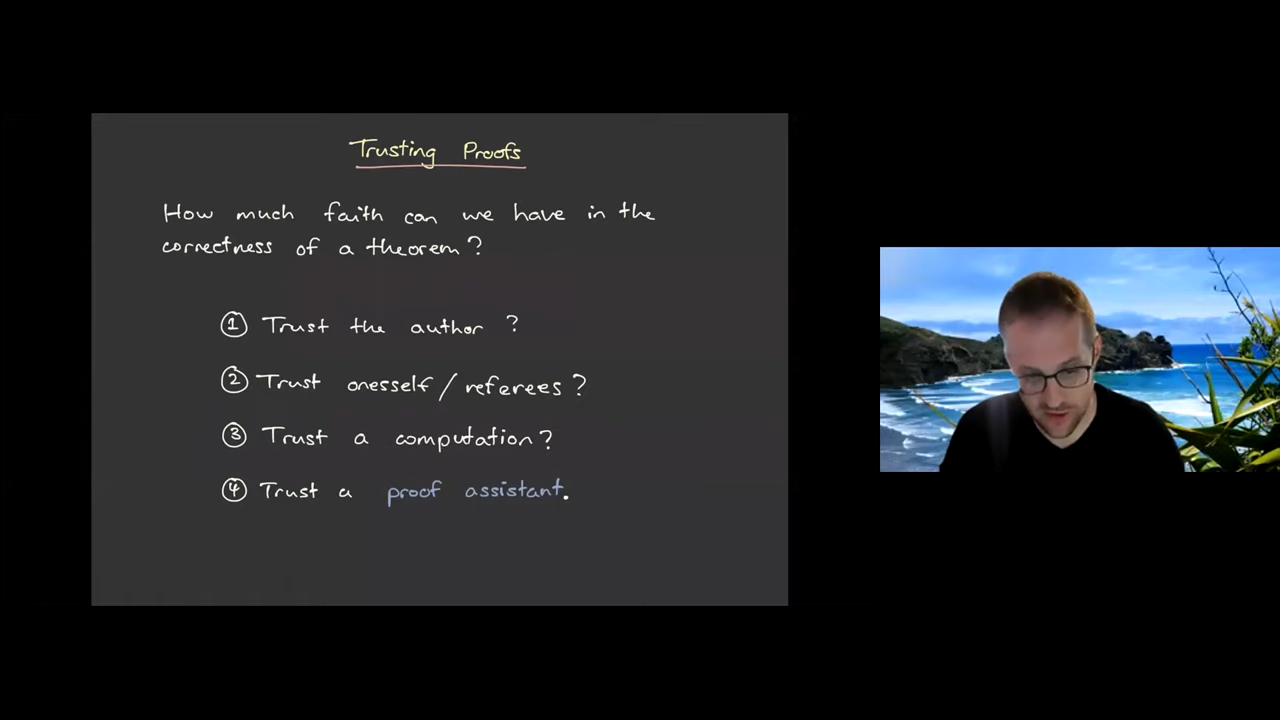 Trusting Proofs
How much faith can we have in the
correctness of a theorem?
① Trust the author ?
② Trust onesself / referees ?
③ Trust a computation?
④ Trust a proof assistant.